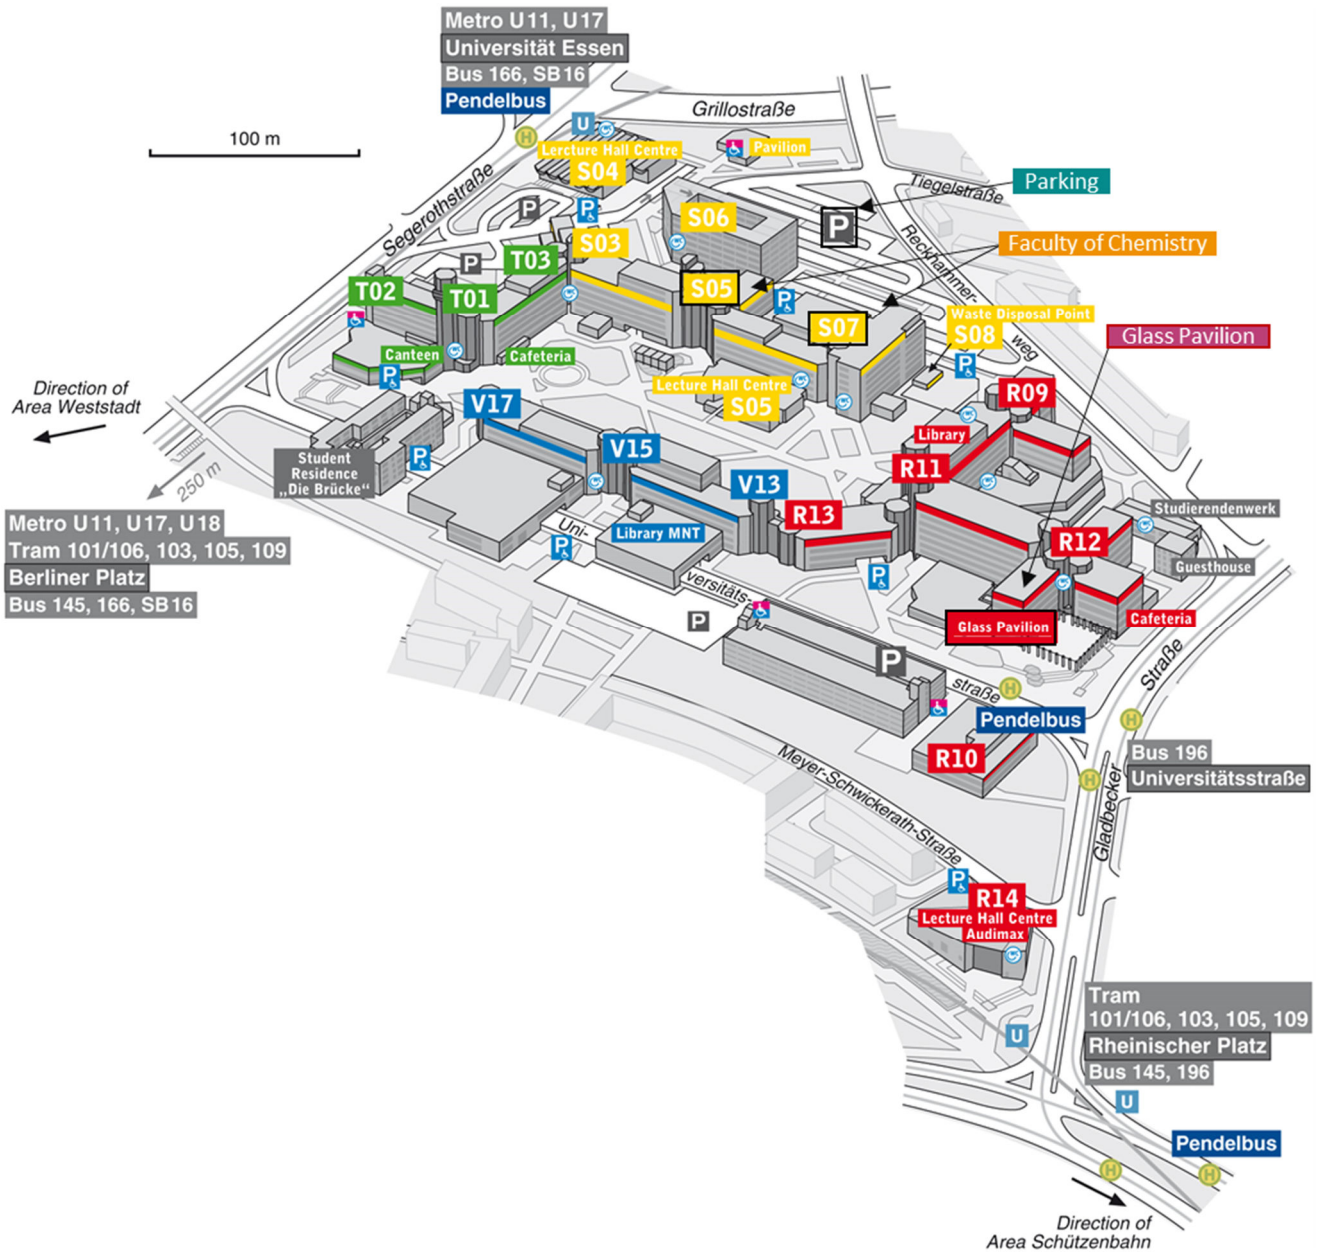 Metro U11, U17
Universität Essen
Bus 166, SB16
Pendelbus
100 m
Grillostraße
U
H
Lercture Hall Centre
S04
Pavilion
Segerothstraße
P
P
S06
Tiegelstraße
Parking
P
Reckhammer-
weg
S03
T03
P
Faculty of Chemistry
T02
T01
S05
P
S07
Waste Disposal Point
S08
P
Glass Pavilion
Canteen
P
Cafeteria
Lecture Hall Centre
S05
R09
Direction of
Area Weststadt
V17
Library
V15
R11
Student
Residence
„Die Brücke“
P
250 m
V13
R13
Studierendenwerk
Metro U11, U17, U18
Tram 101/106, 103, 105, 109
Berliner Platz
Bus 145, 166, SB16
Uni-
P
Library MNT
versitäts-
straße
R12
Guesthouse
P
P
Glass Pavilion
Cafeteria
P
Straße
H
Pendelbus
H
R10
Bus 196
Universitätsstraße
H
Meyer-Schwickerath-Straße
Gladbecker
P
R14
Lecture Hall Centre
Audimax
Tram
101/106, 103, 105, 109
Rheinischer Platz
Bus 145, 196
U
U
Pendelbus
H
H
Direction of
Area Schützenbahn